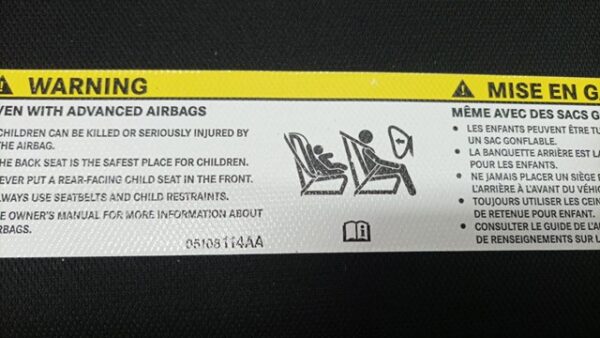 WARNING
VEN WITH ADVANCED AIRBAGS
CHILDREN CAN BE KILLED OR SERIOUSLY INJURED BY
THE AIRBAG.
HE BACK SEAT IS THE SAFEST PLACE FOR CHILDREN.
EVER PUT A REAR-FACING CHILD SEAT IN THE FRONT.
LWAYS USE SEATBELTS AND CHILD RESTRAINTS.
E OWNER'S MANUAL FOR MORE INFORMATION ABOUT
RBAGS.
05108114AA
MISE EN G
MÊME AVEC DES SACS G
• LES ENFANTS PEUVENT ÊTRE TU
UN SAC GONFLABLE.
• LA BANQUETTE ARRIÈRE EST LA
POUR LES ENFANTS.
• NE JAMAIS PLACER UN SIÈGE
L'ARRIÈRE À L'AVANT DU VÉHIC
• TOUJOURS UTILISER LES CEIN
DE RETENUE POUR ENFANT.
• CONSULTER LE GUIDE DE L'A
DE RENSEIGNEMENTS SUR